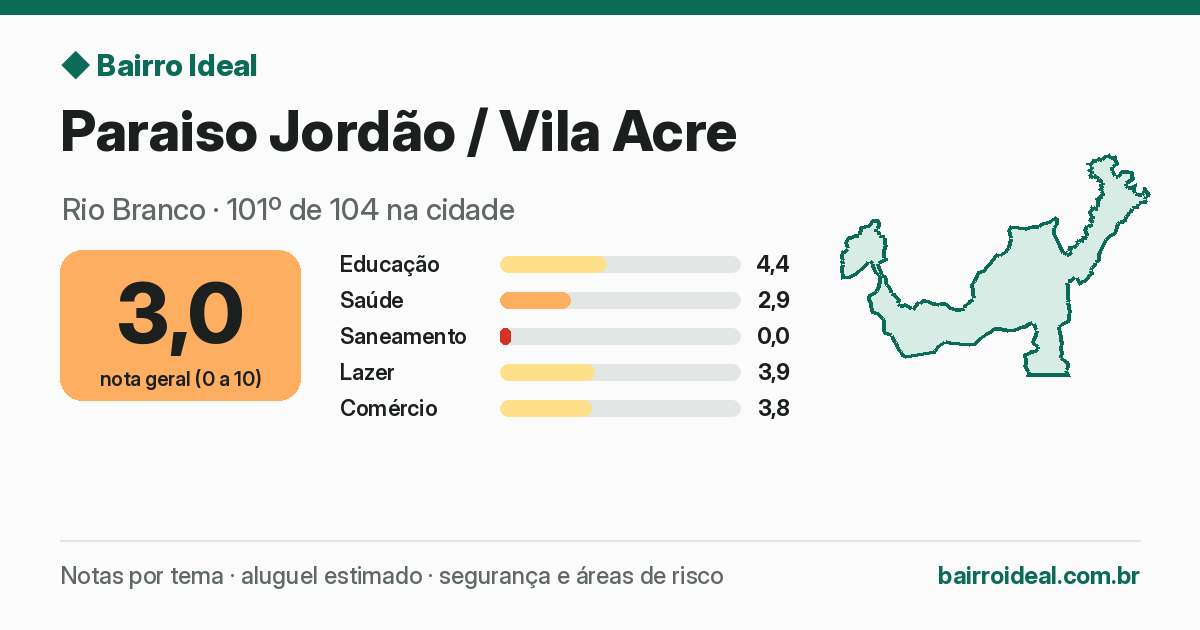 Bairro Ideal
Paraiso Jordão / Vila Acre
Rio Branco · 101º de 104 na cidade
3,0
nota geral (0 a 10)
Educação 4,4
Saúde 2,9
Saneamento 0,0
Lazer 3,9
Comércio 3,8
Notas por tema · aluguel estimado · segurança e áreas de risco
bairroideal.com.br